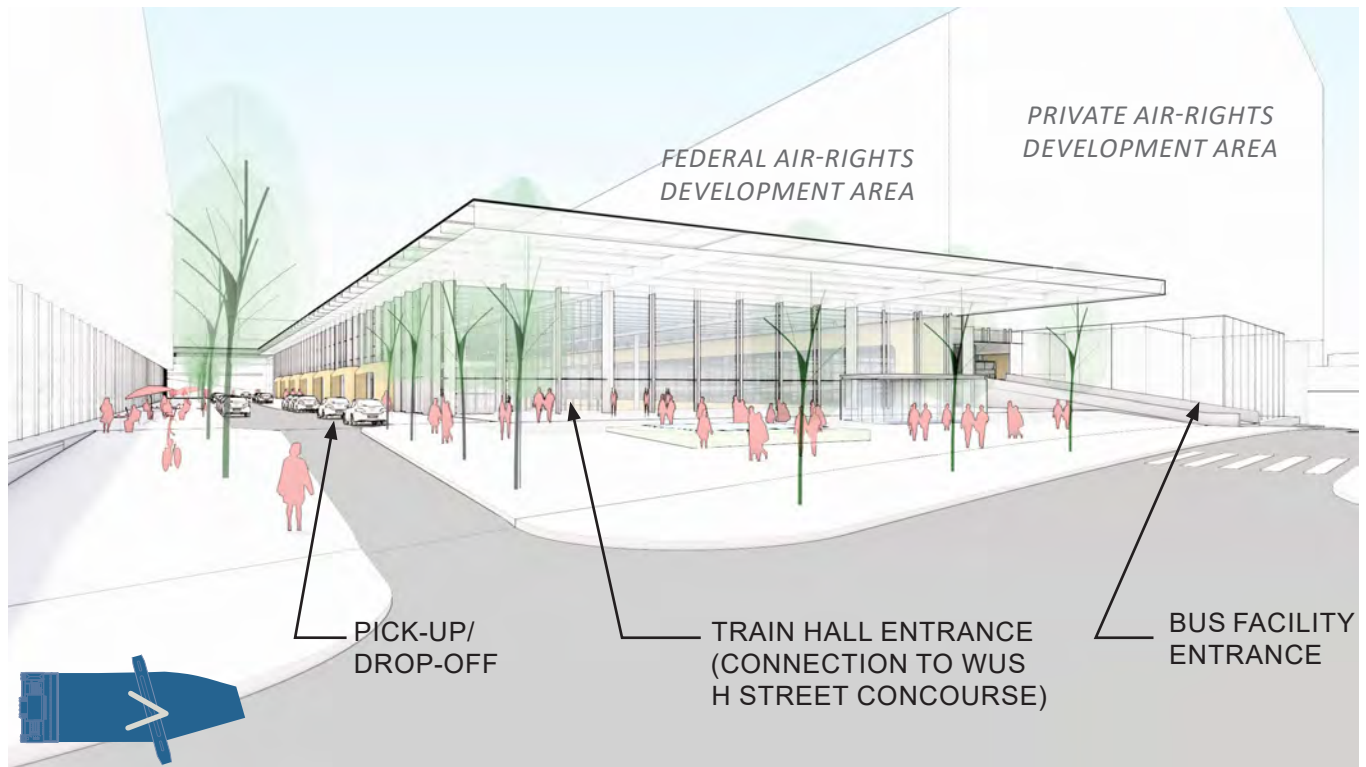 PRIVATE AIR-RIGHTS
DEVELOPMENT AREA
FEDERAL AIR-RIGHTS
DEVELOPMENT AREA
PICK-UP/
DROP-OFF
TRAIN HALL ENTRANCE
(CONNECTION TO WUS
H STREET CONCOURSE)
BUS FACILITY
ENTRANCE